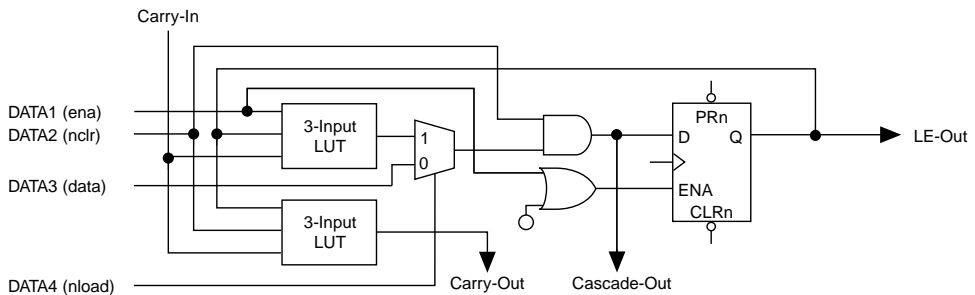 Carry-In
DATA1 (ena)
DATA2 (nclr)
DATA3 (data)
DATA4 (nload)
3-Input
LUT
1
0
3-Input
LUT
PRn
D
Q
ENA
CLRn
LE-Out
Carry-Out
Cascade-Out